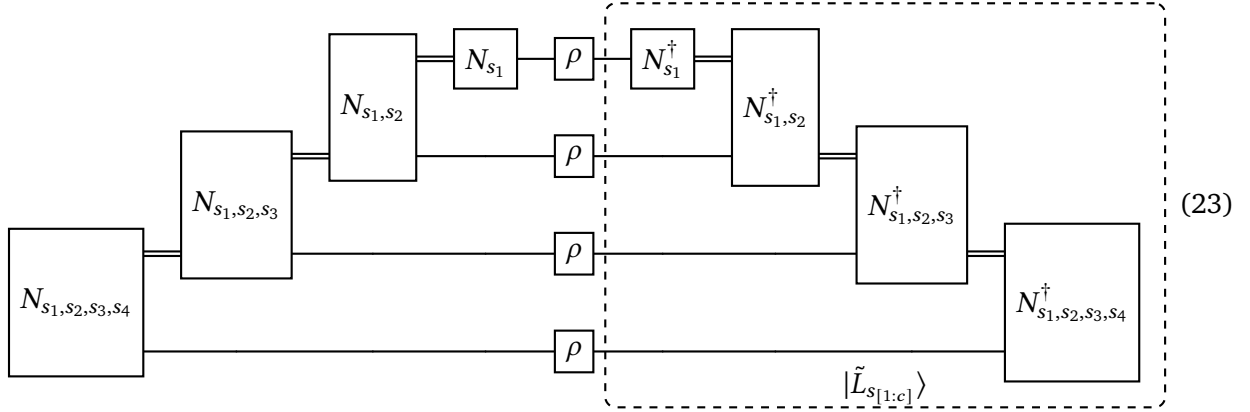 N_{s_1} ρ N_{s_1}^†
N_{s_1,s_2} N_{s_1,s_2}^†
ρ
N_{s_1,s_2,s_3} N_{s_1,s_2,s_3}^† (23)
ρ
N_{s_1,s_2,s_3,s_4} N_{s_1,s_2,s_3,s_4}^†
ρ
|\tilde{L}_{s_{[1:c]}}⟩